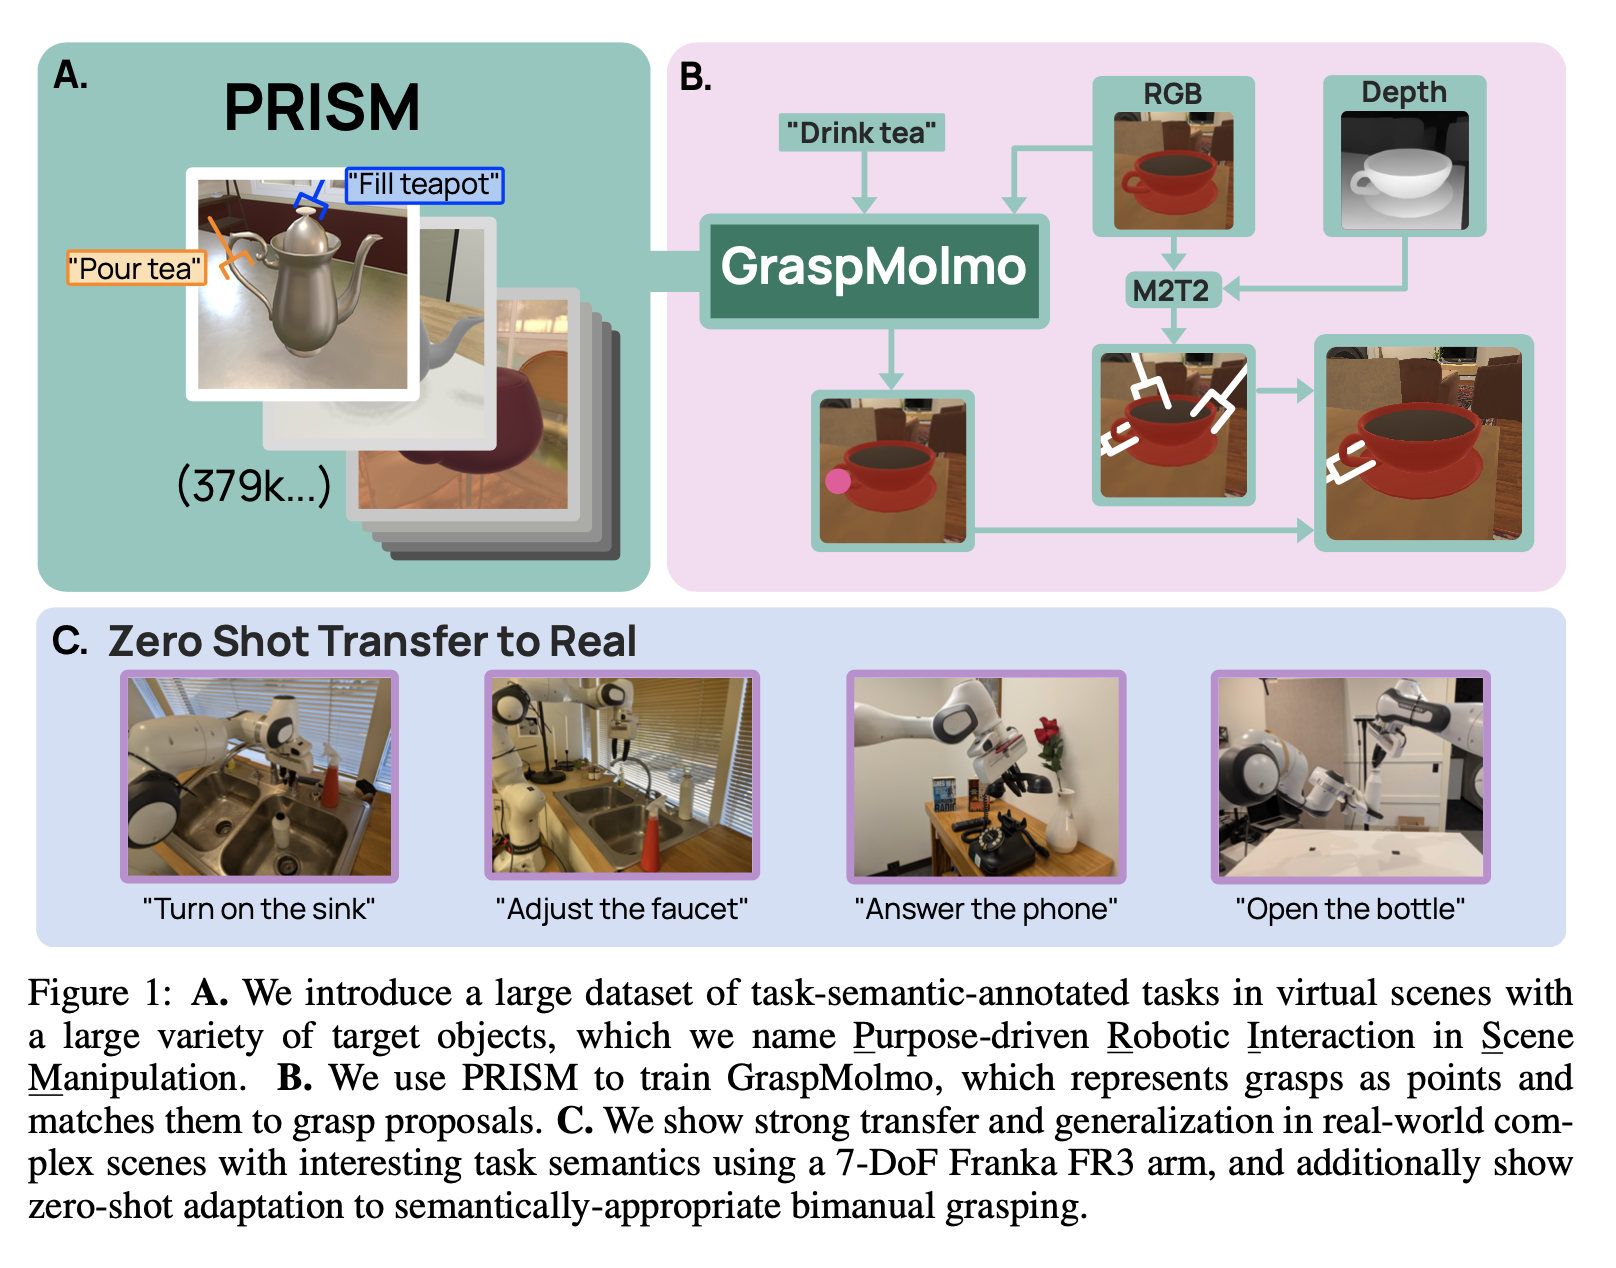 A.
PRISM
"Fill teapot"
"Pour tea"
(379k...)
B.
"Drink tea"
RGB
Depth
GraspMolmo
M2T2
C. Zero Shot Transfer to Real
"Turn on the sink"
"Adjust the faucet"
"Answer the phone"
"Open the bottle"
Figure 1: A. We introduce a large dataset of task-semantic-annotated tasks in virtual scenes with
a large variety of target objects, which we name Purpose-driven Robotic Interaction in Scene
Manipulation. B. We use PRISM to train GraspMolmo, which represents grasps as points and
matches them to grasp proposals. C. We show strong transfer and generalization in real-world com-
plex scenes with interesting task semantics using a 7-DoF Franka FR3 arm, and additionally show
zero-shot adaptation to semantically-appropriate bimanual grasping.